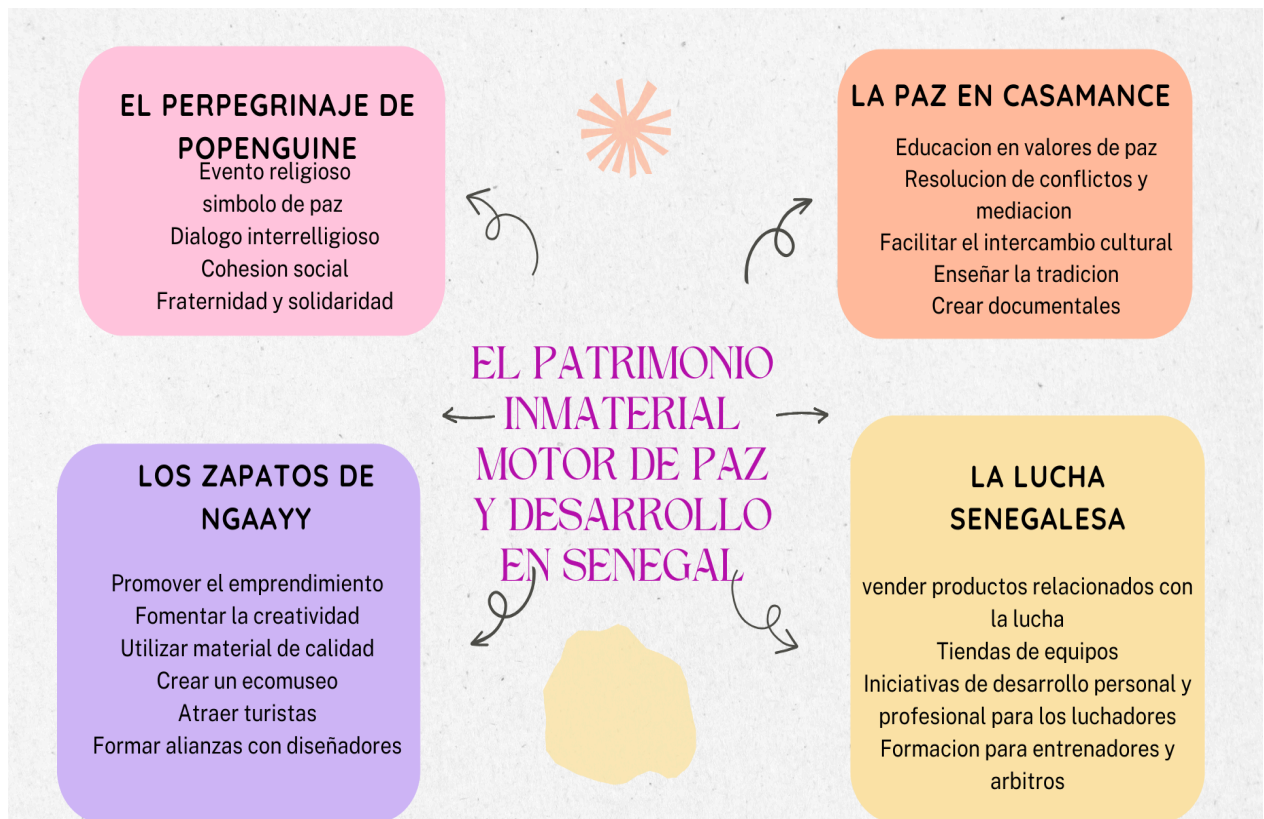 EL PERPEGRINAJE DE
POPENGUINE
Evento religioso
simbolo de paz
Dialogo interrelligioso
Cohesion social
Fraternidad y solidaridad
LA PAZ EN CASAMANCE
Educacion en valores de paz
Resolucion de conflictos y
mediacion
Facilitar el intercambio cultural
Enseñar la tradicion
Crear documentales
EL PATRIMONIO
INMATERIAL
MOTOR DE PAZ
Y DESARROLLO
EN SENEGAL
LOS ZAPATOS DE
NGAAYY
Promover el emprendimiento
Fomentar la creatividad
Utilizar material de calidad
Crear un ecomuseo
Atraer turistas
Formar alianzas con diseñadores
LA LUCHA
SENEGALESA
vender productos relacionados con
la lucha
Tiendas de equipos
Iniciativas de desarrollo personal y
profesional para los luchadores
Formacion para entrenadores y
arbitros